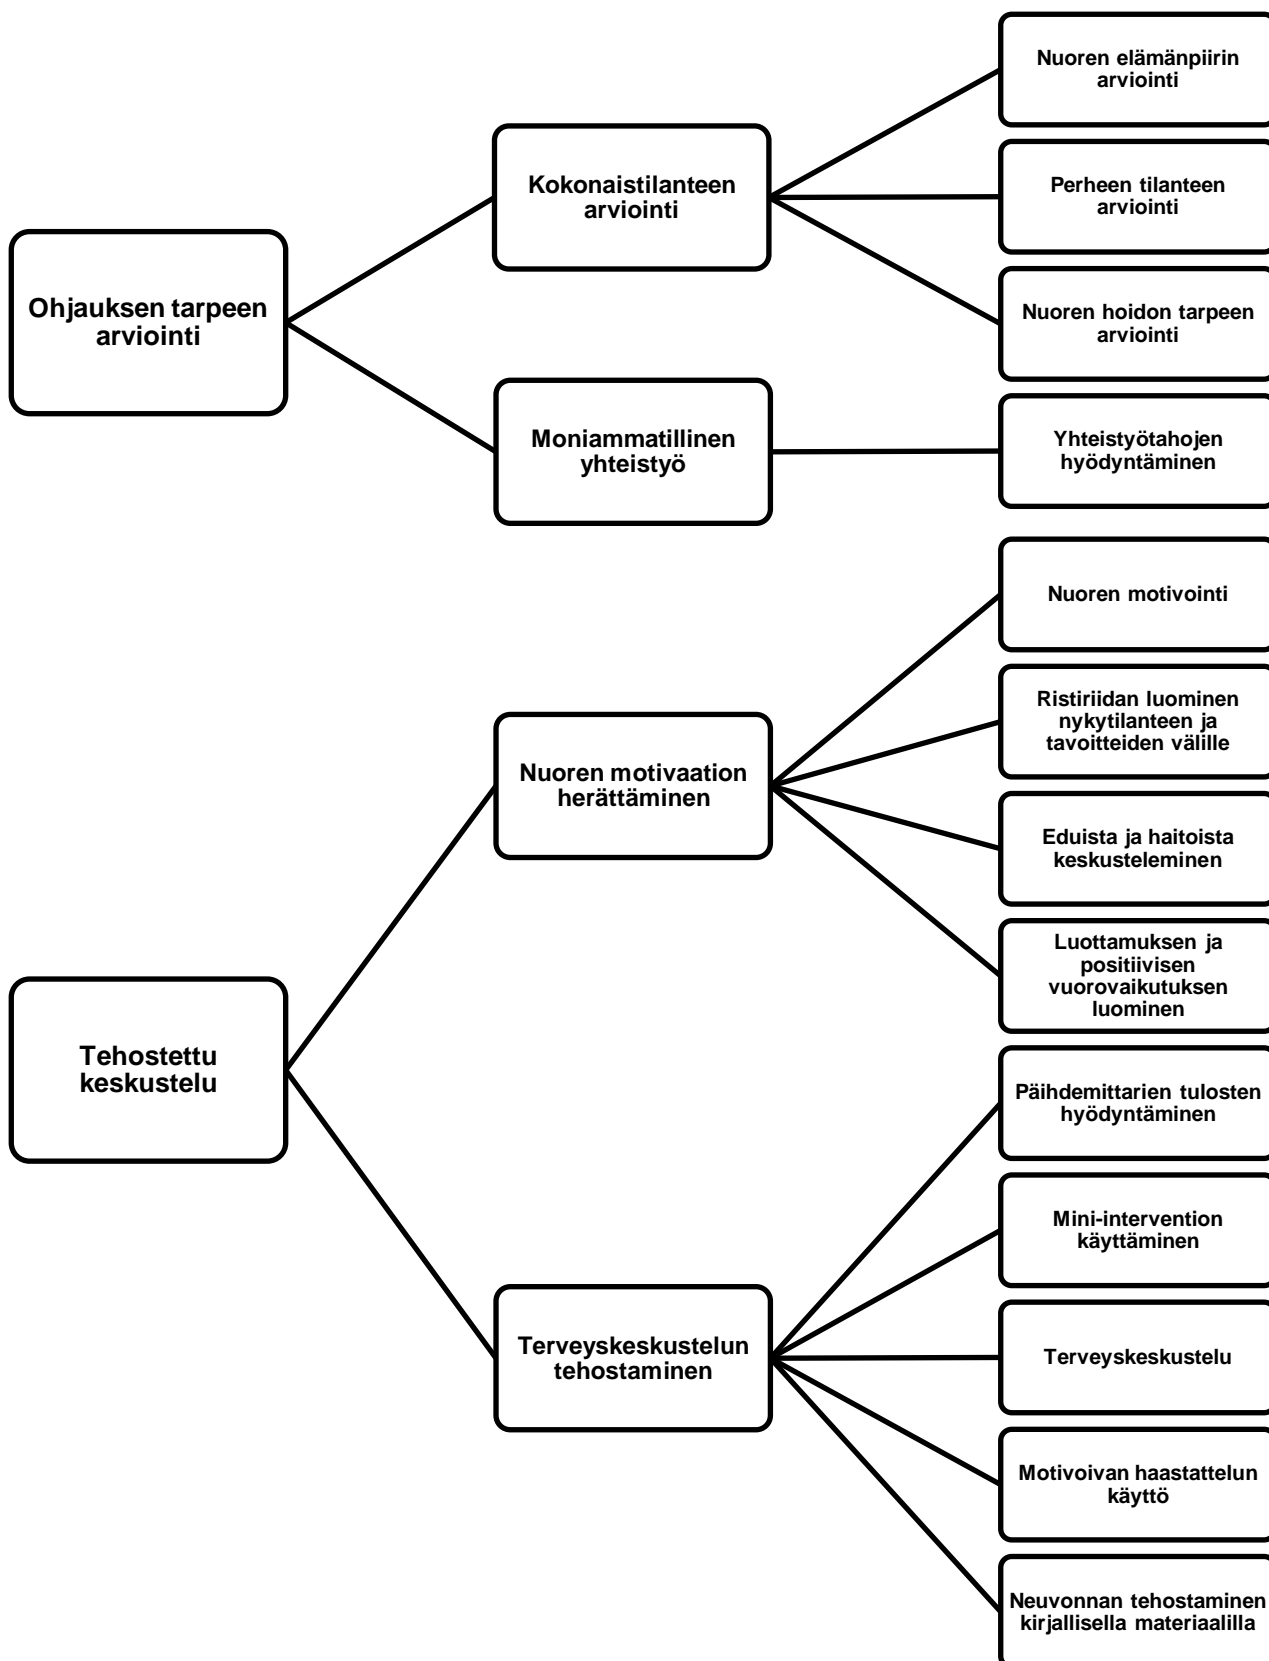 Nuoren elämänpiirin
arviointi
Kokonaistilanteen
arviointi
Perheen tilanteen
arviointi
Ohjauksen tarpeen
arviointi
Nuoren hoidon tarpeen
arviointi
Moniammatillinen
yhteistyö
Yhteistyötahojen
hyödyntäminen
Nuoren motivointi
Ristiriidan luominen
nykytilanteen ja
tavoitteiden välille
Nuoren motivaation
herättäminen
Eduista ja haitoista
keskusteleminen
Luottamuksen ja
positiivisen
vuorovaikutuksen
luominen
Tehostettu
keskustelu
Päihdemittarien tulosten
hyödyntäminen
Mini-intervention
käyttäminen
Terveyskeskustelun
tehostaminen
Terveyskeskustelu
Motivoivan haastattelun
käyttö
Neuvonnan tehostaminen
kirjallisella materiaalilla